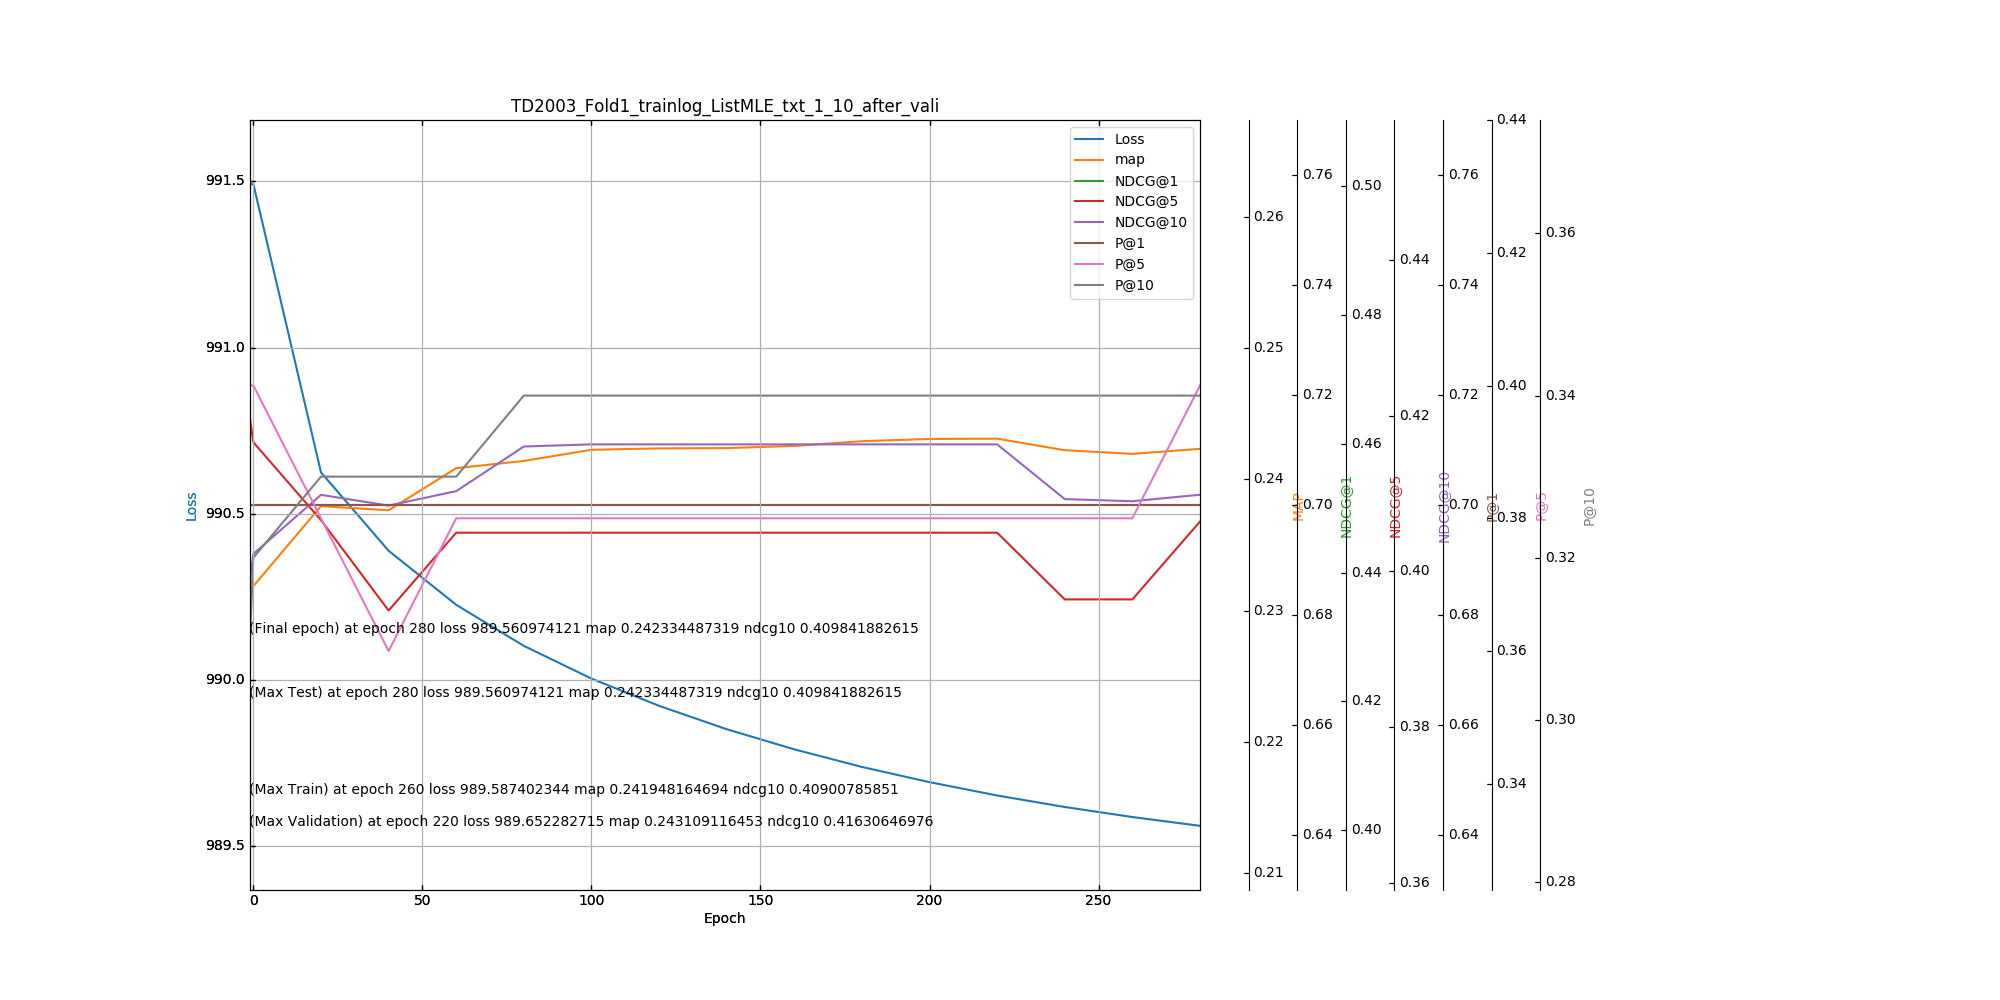 TD2003_Fold1_trainlog_ListMLE_txt_1_10_after_vali
Loss
map
NDCG@1
NDCG@5
NDCG@10
P@1
P@5
P@10
991.5
991.0
990.5
990.0
989.5
Loss
(Final epoch) at epoch 280 loss 989.560974121 map 0.242334487319 ndcg10 0.409841882615
(Max Test) at epoch 280 loss 989.560974121 map 0.242334487319 ndcg10 0.409841882615
(Max Train) at epoch 260 loss 989.587402344 map 0.241948164694 ndcg10 0.40900785851
(Max Validation) at epoch 220 loss 989.652282715 map 0.243109116453 ndcg10 0.41630646976
0 50 100 150 200 250
Epoch
0.26
0.25
0.24
0.23
0.22
0.21
MAP
0.76
0.74
0.72
0.70
0.68
0.66
0.64
NDCG@1
0.50
0.48
0.46
0.44
0.42
0.40
NDCG@5
0.44
0.42
0.40
0.38
0.36
NDCG@10
0.76
0.74
0.72
0.70
0.68
0.66
0.64
P@1
0.44
0.42
0.40
0.38
0.36
0.34
P@5
0.36
0.34
0.32
0.30
0.28
P@10